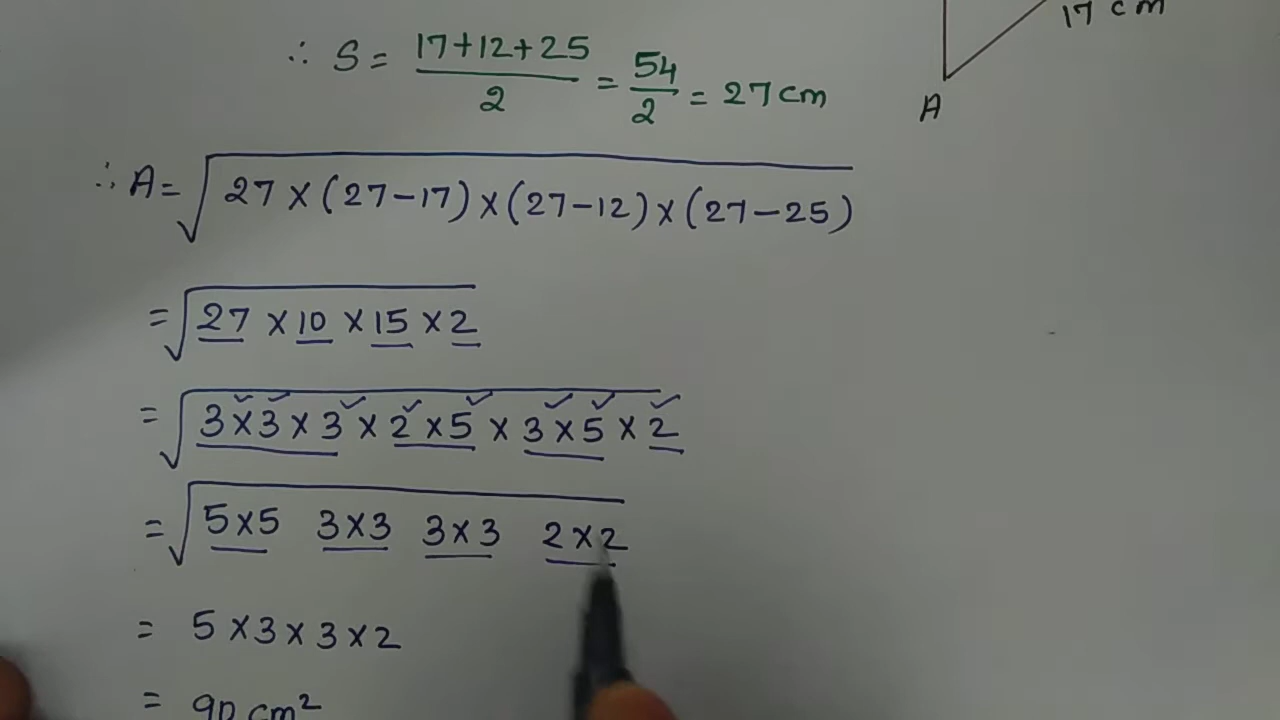 17 cm
∴ S = 17+12+25/2 = 54/2 = 27 cm
A
∴ A = √27×(27-17)×(27-12)×(27-25)
= √27 × 10 × 15 × 2
= √3×3×3 × 2×5 × 3×5 × 2
= √5×5 3×3 3×3 2×2
= 5×3×3×2
= 90 cm²